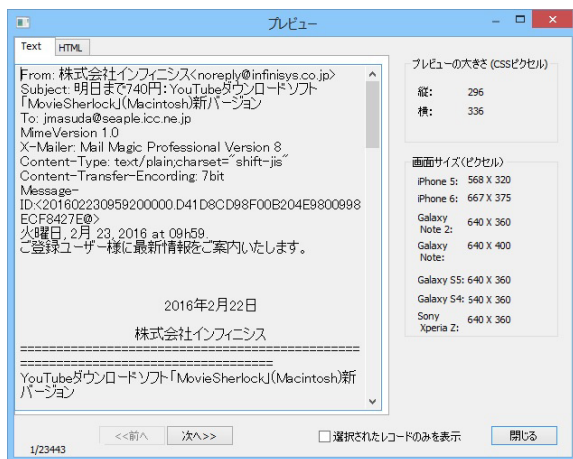 プレビュー
Text HTML
From: 株式会社インフィニシス<noreply@infinisys.co.jp>
Subject: 明日まで740円：YouTubeダウンロードソフト
「MovieSherlock」(Macintosh)新バージョン
To: jmasuda@seaple.icc.ne.jp
MimeVersion 1.0
X-Mailer: Mail Magic Professional Version 8
Content-Type: text/plain;charset="shift-jis"
Content-Transfer-Encording: 7bit
Message-
ID:<201602230959200000.D41D8CD98F00B204E9800998
ECF8427E@>
火曜日, 2月 23, 2016 at 09h59.
ご登録ユーザー様に最新情報をご案内いたします。
2016年2月22日
株式会社インフィニシス
==========================================
===============================
YouTubeダウンロードソフト「MovieSherlock」(Macintosh)新
バージョン
プレビューの大きさ (CSSピクセル)
縦: 296
横: 336
画面サイズ(ピクセル)
iPhone 5: 568 X 320
iPhone 6: 667 X 375
Galaxy
Note 2: 640 X 360
Galaxy
Note: 640 X 400
Galaxy S5: 640 X 360
Galaxy S4: 640 X 360
Sony
Xperia Z: 640 X 360
<<前へ 次へ>>
選択されたレコードのみを表示
閉じる
1/23443